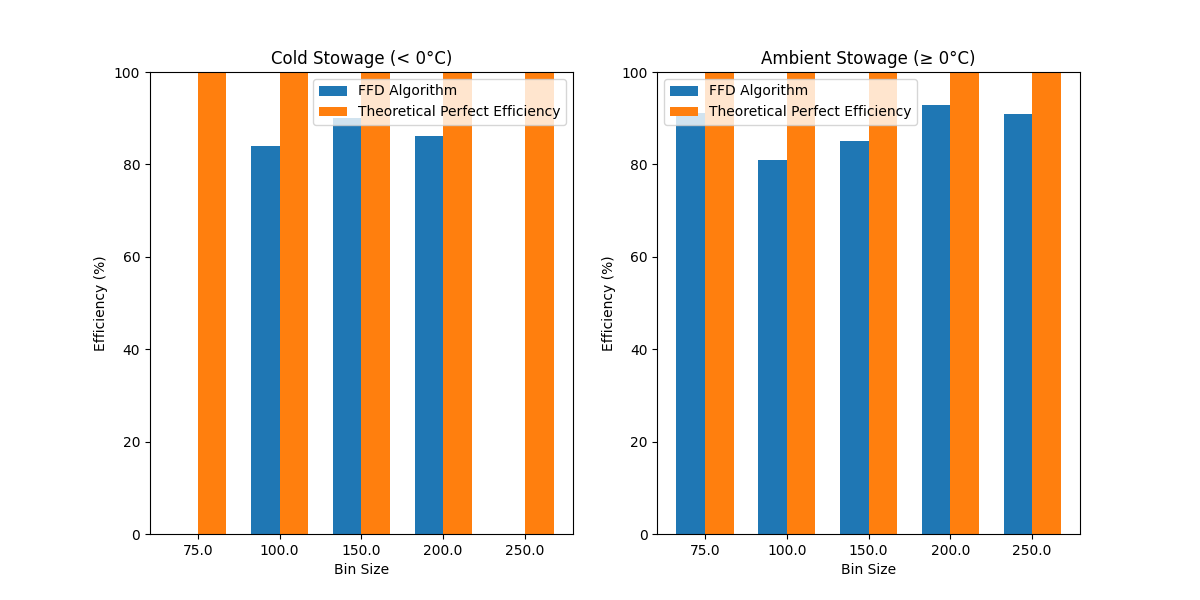 Cold Stowage (< 0°C)
100
80
60
40
20
0
Efficiency (%)
FFD Algorithm
Theoretical Perfect Efficiency
75.0 100.0 150.0 200.0 250.0
Bin Size
Ambient Stowage (≥ 0°C)
100
80
60
40
20
0
Efficiency (%)
FFD Algorithm
Theoretical Perfect Efficiency
75.0 100.0 150.0 200.0 250.0
Bin Size